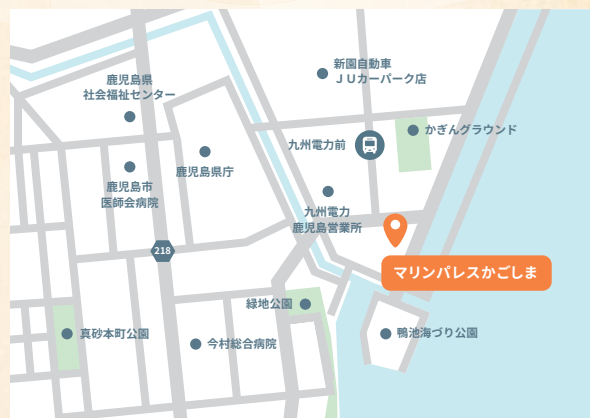 新園自動車
ＪＵカーパーク店
鹿児島県
社会福祉センター
かぎんグラウンド
九州電力前
鹿児島県庁
鹿児島市
医師会病院
九州電力
鹿児島営業所
218
マリンパレスかごしま
緑地公園
真砂本町公園
今村総合病院
鴨池海づり公園